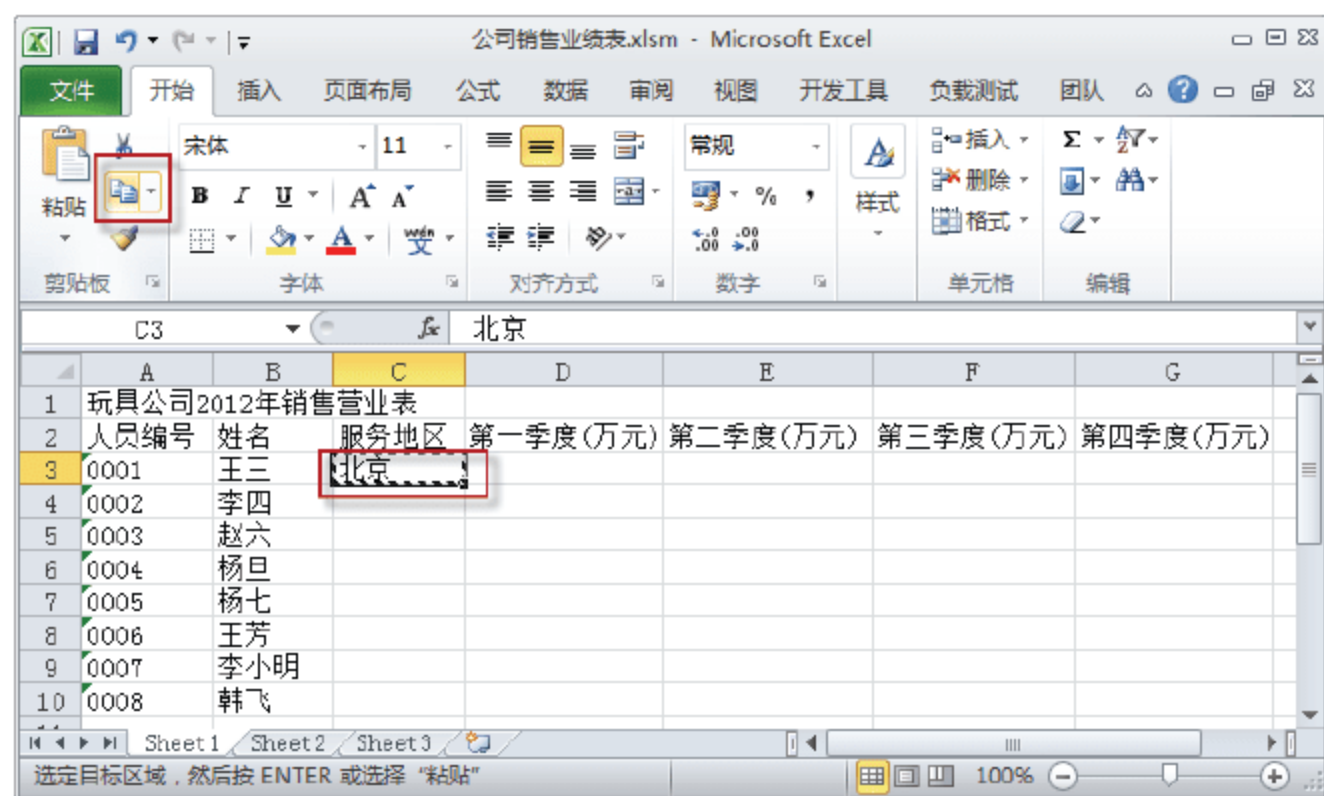 公司销售业绩表.xlsm - Microsoft Excel
文件 开始 插入 页面布局 公式 数据 审阅 视图 开发工具 负载测试 团队
宋体 11 常规 Σ 插入
粘贴 B I U A A % , 样式 删除
A wén 文 .0 .00 .00 .0 格式
剪贴板 字体 对齐方式 数字 单元格 编辑
C3 fx 北京
A B C D E F G
1 玩具公司2012年销售营业表
2 人员编号 姓名 服务地区 第一季度(万元) 第二季度(万元) 第三季度(万元) 第四季度(万元)
3 0001 王三 北京
4 0002 李四
5 0003 赵六
6 0004 杨旦
7 0005 杨七
8 0006 王芳
9 0007 李小明
10 0008 韩飞
Sheet1 Sheet2 Sheet3
选定目标区域，然后按 ENTER 或选择 “粘贴” 100%